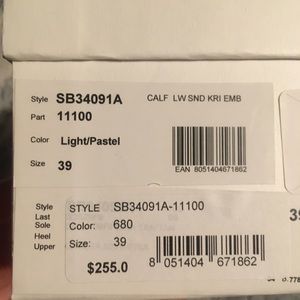 Style SB34091A CALF LW SND KRI EMB
Part 11100
Color Light/Pastel
Size 39
EAN 8051404671862
Style STYLE SB34091A-11100
Last
Sole Color: 680
Heel
Upper Size: 39
$255.0 8 051404 671862
39